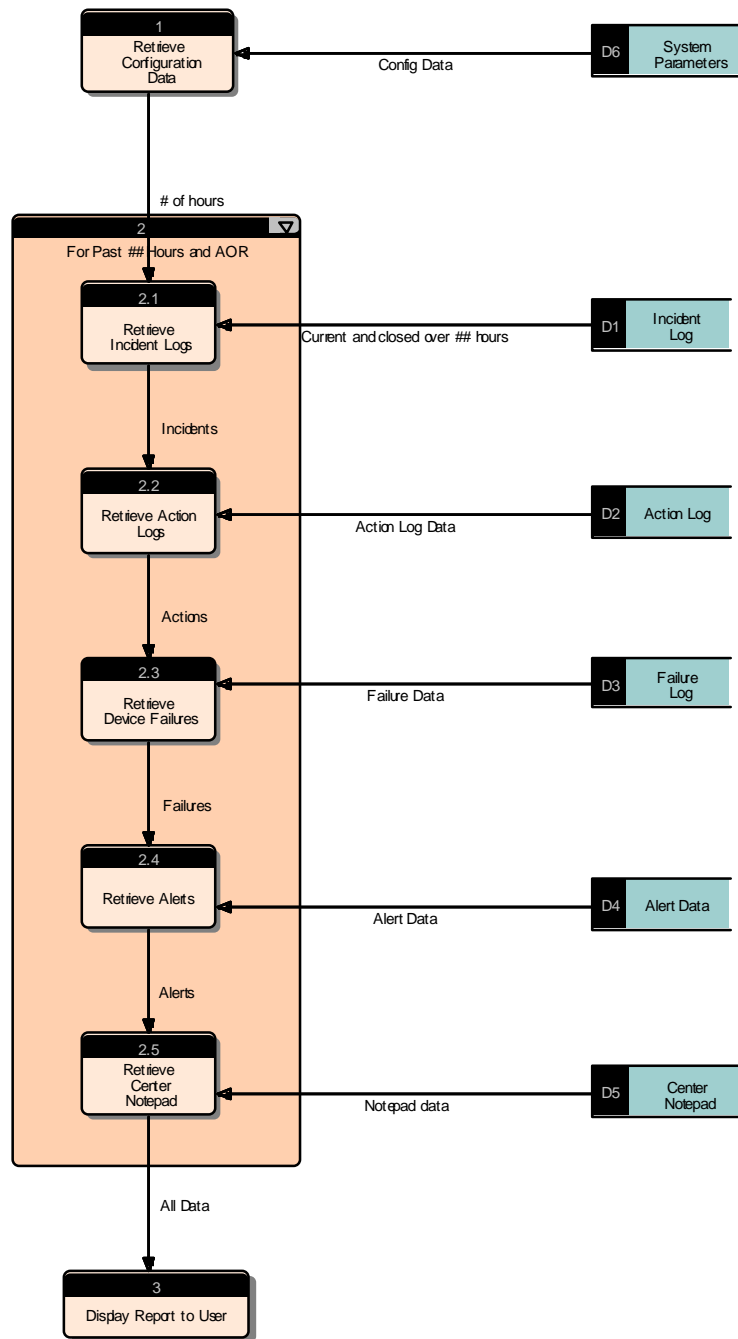 1
Retrieve
Configuration
Data
D6
System
Parameters
Config Data
# of hours
2
For Past ## Hours and AOR
2.1
Retrieve
Incident Logs
D1
Incident
Log
Current and closed over ## hours
Incidents
2.2
Retrieve Action
Logs
D2
Action Log
Action Log Data
Actions
2.3
Retrieve
Device Failures
D3
Failure
Log
Failure Data
Failures
2.4
Retrieve Alerts
D4
Alert Data
Alert Data
Alerts
2.5
Retrieve
Center
Notepad
D5
Center
Notepad
Notepad data
All Data
3
Display Report to User